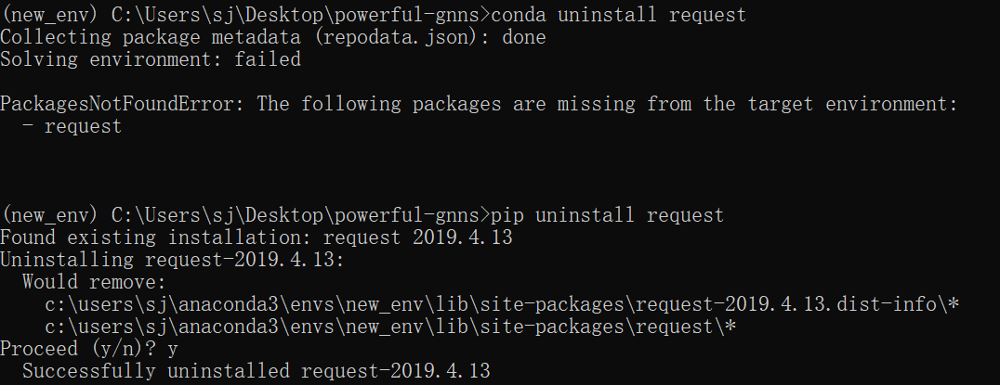 (new_env) C:\Users\sj\Desktop\powerful-gnns>conda uninstall request
Collecting package metadata (repodata.json): done
Solving environment: failed
PackagesNotFoundError: The following packages are missing from the target environment:
  - request
(new_env) C:\Users\sj\Desktop\powerful-gnns>pip uninstall request
Found existing installation: request 2019.4.13
Uninstalling request-2019.4.13:
  Would remove:
    c:\users\sj\anaconda3\envs\new_env\lib\site-packages\request-2019.4.13.dist-info\*
    c:\users\sj\anaconda3\envs\new_env\lib\site-packages\request\*
Proceed (y/n)? y
  Successfully uninstalled request-2019.4.13